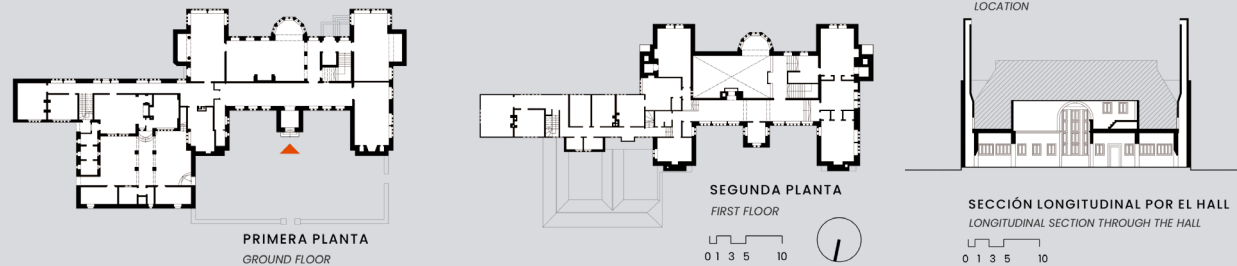 LOCATION
PRIMERA PLANTA
GROUND FLOOR
SEGUNDA PLANTA
FIRST FLOOR
0 1 3 5 10
SECCIÓN LONGITUDINAL POR EL HALL
LONGITUDINAL SECTION THROUGH THE HALL
0 1 3 5 10